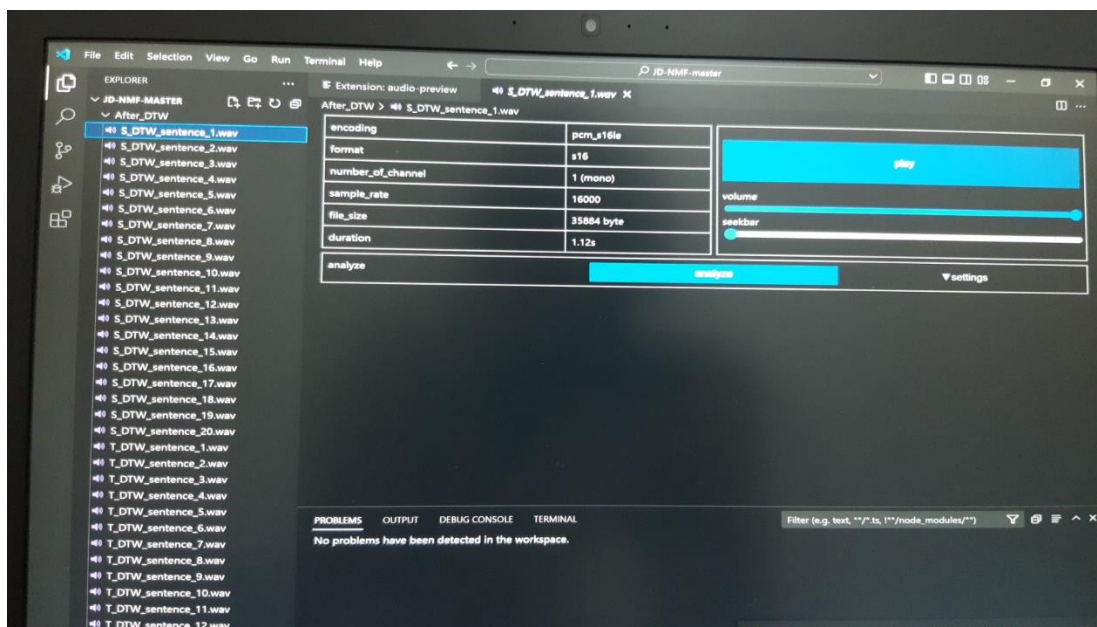 File Edit Selection View Go Run Terminal Help
JD-NMF-master
EXPLORER
JD-NMF-MASTER
After_DTW
S_DTW_sentence_1.wav
S_DTW_sentence_2.wav
S_DTW_sentence_3.wav
S_DTW_sentence_4.wav
S_DTW_sentence_5.wav
S_DTW_sentence_6.wav
S_DTW_sentence_7.wav
S_DTW_sentence_8.wav
S_DTW_sentence_9.wav
S_DTW_sentence_10.wav
S_DTW_sentence_11.wav
S_DTW_sentence_12.wav
S_DTW_sentence_13.wav
S_DTW_sentence_14.wav
S_DTW_sentence_15.wav
S_DTW_sentence_16.wav
S_DTW_sentence_17.wav
S_DTW_sentence_18.wav
S_DTW_sentence_19.wav
S_DTW_sentence_20.wav
T_DTW_sentence_1.wav
T_DTW_sentence_2.wav
T_DTW_sentence_3.wav
T_DTW_sentence_4.wav
T_DTW_sentence_5.wav
T_DTW_sentence_6.wav
T_DTW_sentence_7.wav
T_DTW_sentence_8.wav
T_DTW_sentence_9.wav
T_DTW_sentence_10.wav
T_DTW_sentence_11.wav
T_DTW_sentence_12.wav
Extension: audio-preview S_DTW_sentence_1.wav
After_DTW > S_DTW_sentence_1.wav
encoding pcm_s16le
format s16
number_of_channel 1 (mono)
sample_rate 16000
file_size 35884 byte
duration 1.12s
play
volume
seekbar
analyze analyze ▼settings
PROBLEMS OUTPUT DEBUG CONSOLE TERMINAL
Filter (e.g. text, **/*.ts, !**/node_modules/**)
No problems have been detected in the workspace.